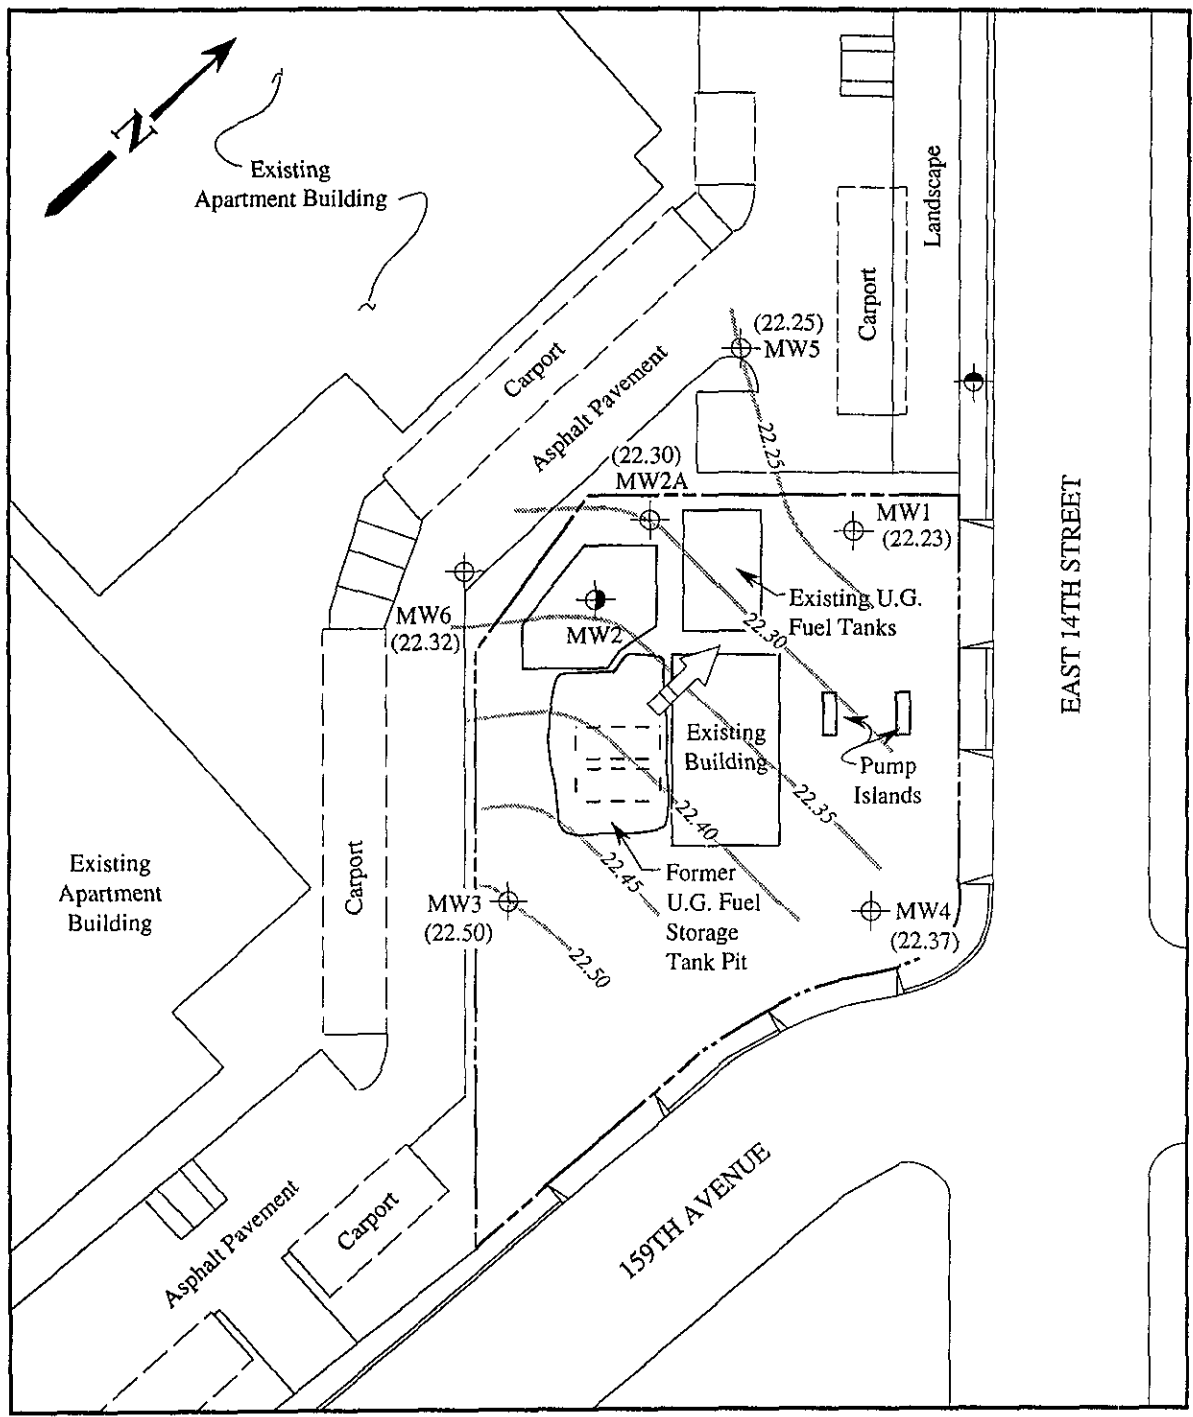 N
Existing
Apartment Building
Landscape
Carport
(22.25)
MW5
Carport
Asphalt Pavement
22.25
(22.30)
MW2A
MW1
(22.23)
EAST 14TH STREET
Existing U.G.
Fuel Tanks
MW6
(22.32)
MW2
22.30
Existing
Building
Pump
Islands
22.35
22.40
22.45
Former
U.G. Fuel
Storage
Tank Pit
Existing
Apartment
Building
Carport
MW3
(22.50)
22.50
MW4
(22.37)
159TH AVENUE
Asphalt Pavement
Carport